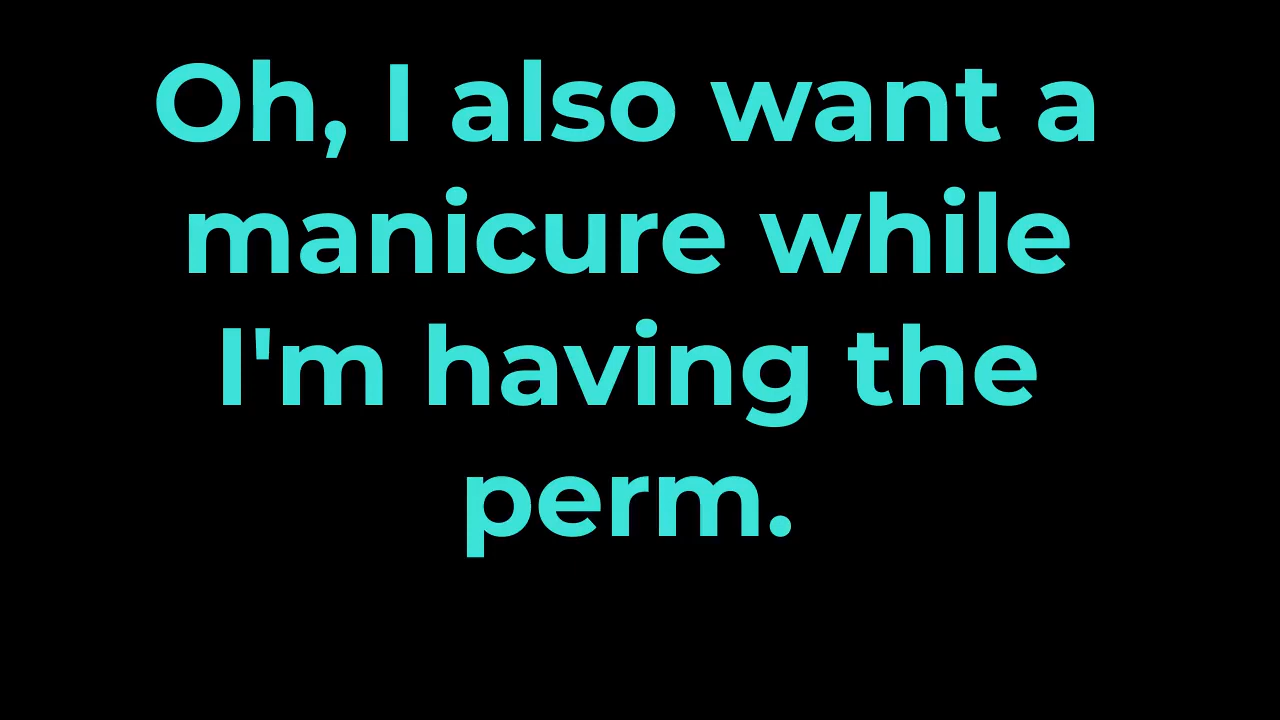 Oh, I also want a
manicure while
I'm having the
perm.